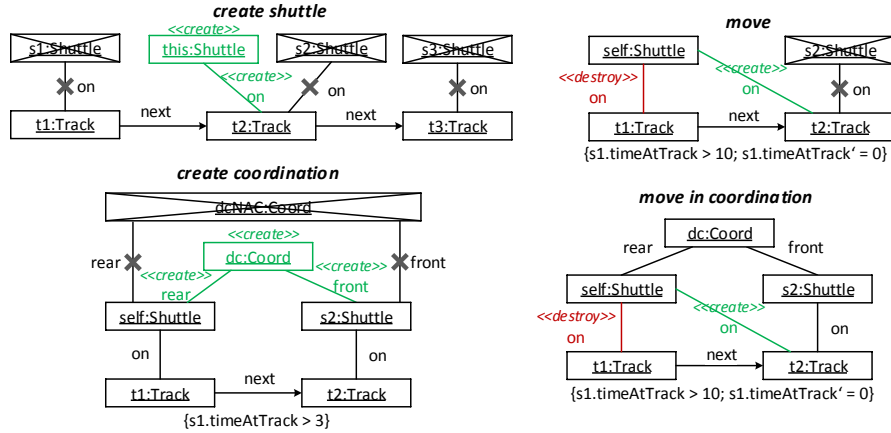 create shuttle
<<create>>
s1:Shuttle
this:Shuttle
s2:Shuttle
s3:Shuttle
<<create>>
on
on
on
on
next
next
t1:Track
t2:Track
t3:Track
move
self:Shuttle
s2:Shuttle
<<destroy>>
on
<<create>>
on
on
next
t1:Track
t2:Track
{s1.timeAtTrack > 10; s1.timeAtTrack‘ = 0}
create coordination
dcNAC:Coord
<<create>>
rear
dc:Coord
front
<<create>>
rear
<<create>>
front
self:Shuttle
s2:Shuttle
on
on
next
t1:Track
t2:Track
{s1.timeAtTrack > 3}
move in coordination
dc:Coord
rear
front
self:Shuttle
s2:Shuttle
<<destroy>>
on
<<create>>
on
on
next
t1:Track
t2:Track
{s1.timeAtTrack > 10; s1.timeAtTrack‘ = 0}